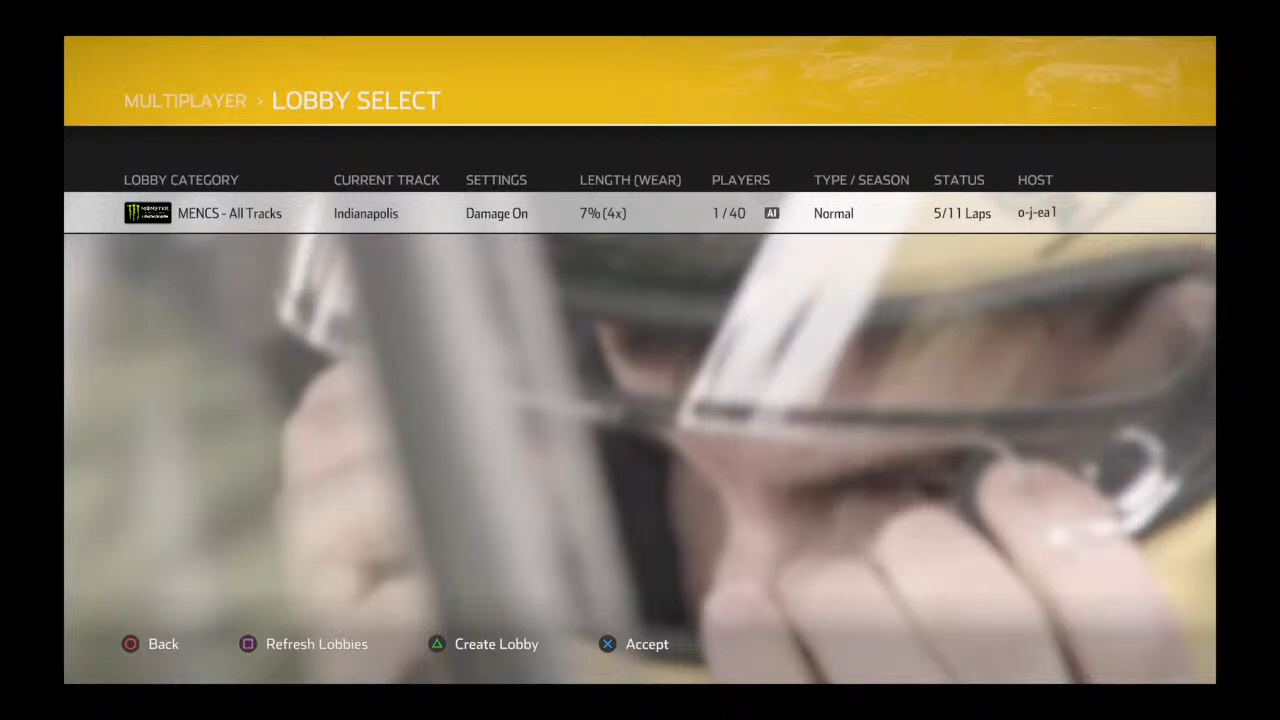 MULTIPLAYER › LOBBY SELECT
LOBBY CATEGORY CURRENT TRACK SETTINGS LENGTH (WEAR) PLAYERS TYPE / SEASON STATUS HOST
MONSTER MENCS - All Tracks Indianapolis Damage On 7% (4x) 1 / 40 AI Normal 5/11 Laps o-j-ea1
Back Refresh Lobbies Create Lobby Accept